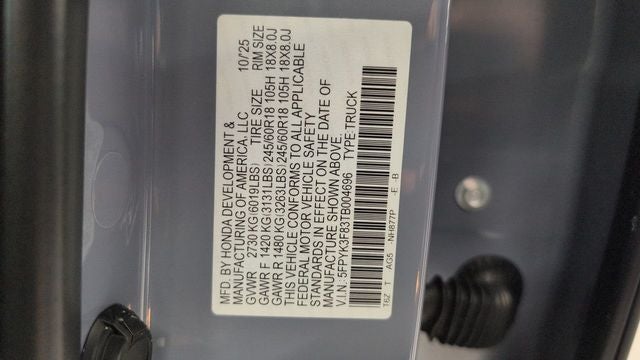 MFD. BY HONDA DEVELOPMENT &
MANUFACTURING OF AMERICA, LLC 10/25
GVWR 2730 KG(6019LBS) TIRE SIZE RIM SIZE
GAWR F 1420 KG(3131LBS)245/60R18 105H 18X8.0J
GAWR R 1480 KG(3263LBS)245/60R18 105H 18X8.0J
THIS VEHICLE CONFORMS TO ALL APPLICABLE
FEDERAL MOTOR VEHICLE SAFETY
STANDARDS IN EFFECT ON THE DATE OF
MANUFACTURE SHOWN ABOVE.
V.I.N.: 5FPYK3F83TB004696 TYPE:TRUCK
T6Z T AG5 -NH877P -E -B